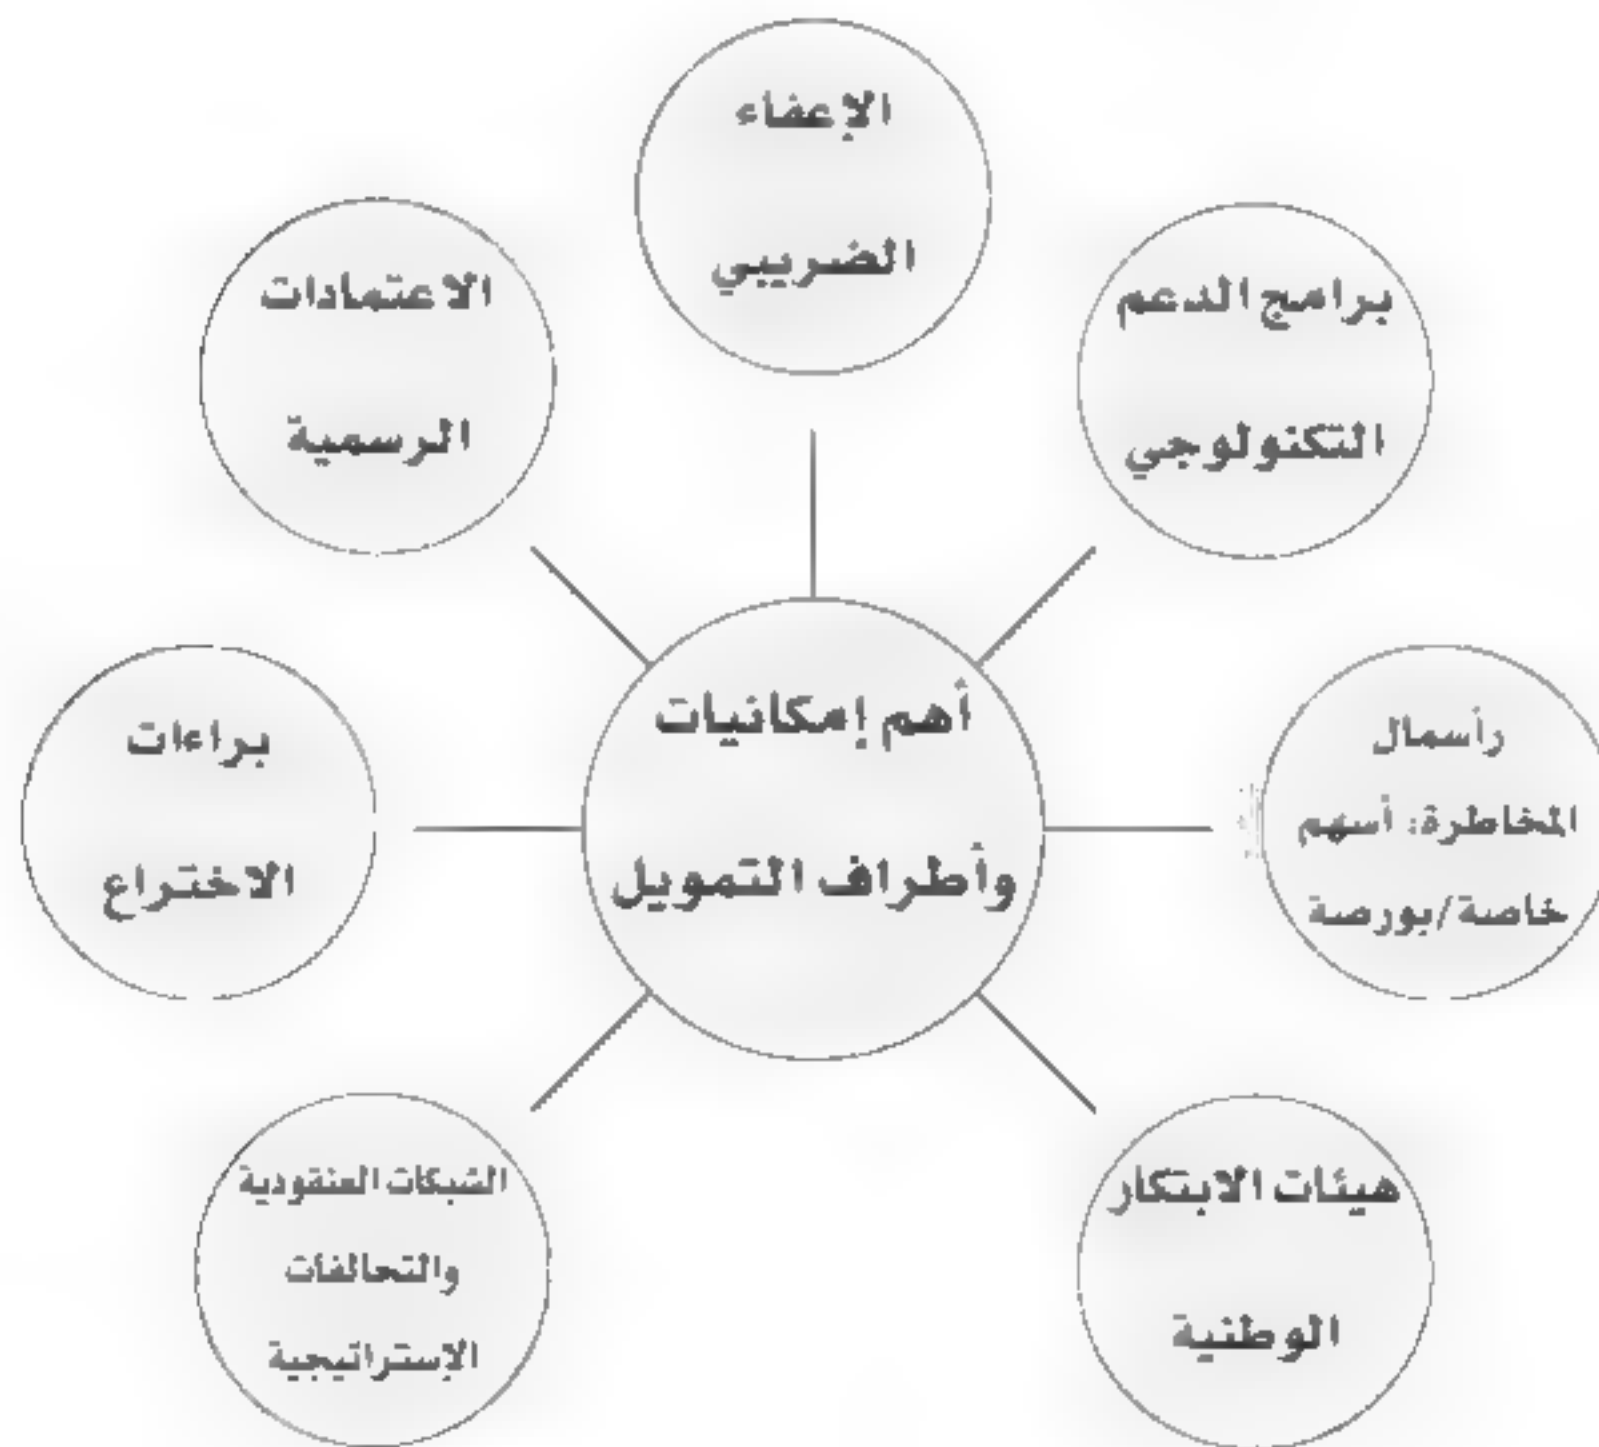 الإعفاء
الضريبي
برامج الدعم
التكنولوجي
رأسمال
المخاطرة: أسهم
خاصة/بورصة
هيئات الابتكار
الوطنية
الشبكات العنقودية
والتحالفات
الإستراتيجية
براءات
الاختراع
الاعتمادات
الرسمية
أهم إمكانيات
وأطراف التمويل